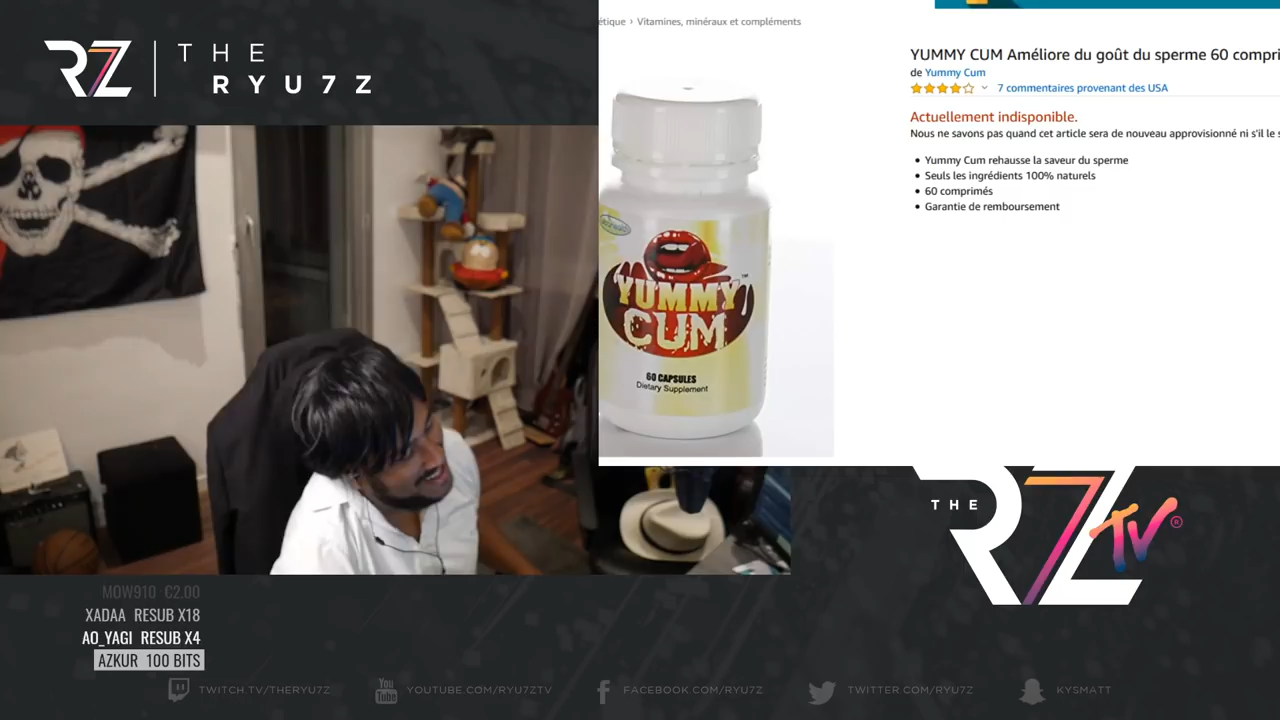 THE
RYU7Z
RZ
étique › Vitamines, minéraux et compléments
YUMMY CUM Améliore du goût du sperme 60 compri
de Yummy Cum
7 commentaires provenant des USA
Actuellement indisponible.
Nous ne savons pas quand cet article sera de nouveau approvisionné ni s'il le s
• Yummy Cum rehausse la saveur du sperme
• Seuls les ingrédients 100% naturels
• 60 comprimés
• Garantie de remboursement
YUMMY™
CUM
60 CAPSULES
Dietary Supplement
THE
RZ TV®
MOW910 €2.00
XADAA RESUB X18
AO_YAGI RESUB X4
AZKUR 100 BITS
TWITCH.TV/THERYU7Z
You Tube
YOUTUBE.COM/RYU7ZTV
FACEBOOK.COM/RYU7Z
TWITTER.COM/RYU7Z
KYSMATT